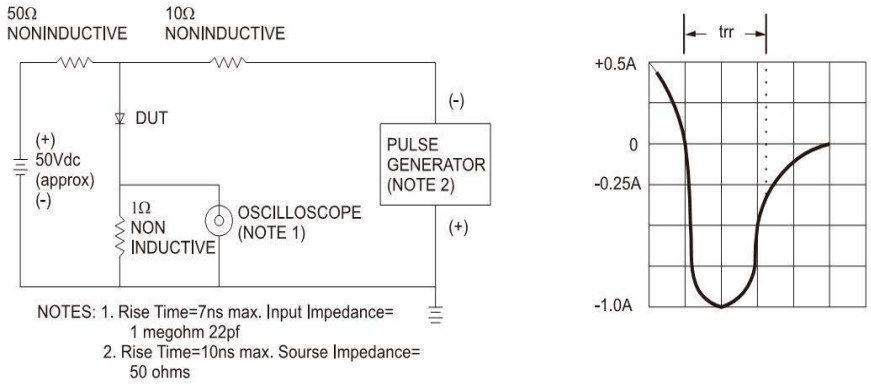 50Ω
NONINDUCTIVE
10Ω
NONINDUCTIVE
DUT
(+)
50Vdc
(approx)
(-)
1Ω
NON
INDUCTIVE
OSCILLOSCOPE
(NOTE 1)
(-)
PULSE
GENERATOR
(NOTE 2)
(+)
NOTES: 1. Rise Time=7ns max. Input Impedance=
1 megohm 22pf
2. Rise Time=10ns max. Sourse Impedance=
50 ohms
trr
+0.5A
0
-0.25A
-1.0A